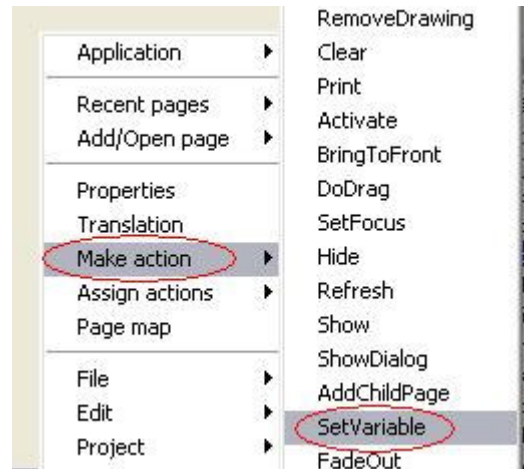 Application
Recent pages
Add/Open page
Properties
Translation
Make action
Assign actions
Page map
File
Edit
Project
RemoveDrawing
Clear
Print
Activate
BringToFront
DoDrag
SetFocus
Hide
Refresh
Show
ShowDialog
AddChildPage
SetVariable
FadeOut